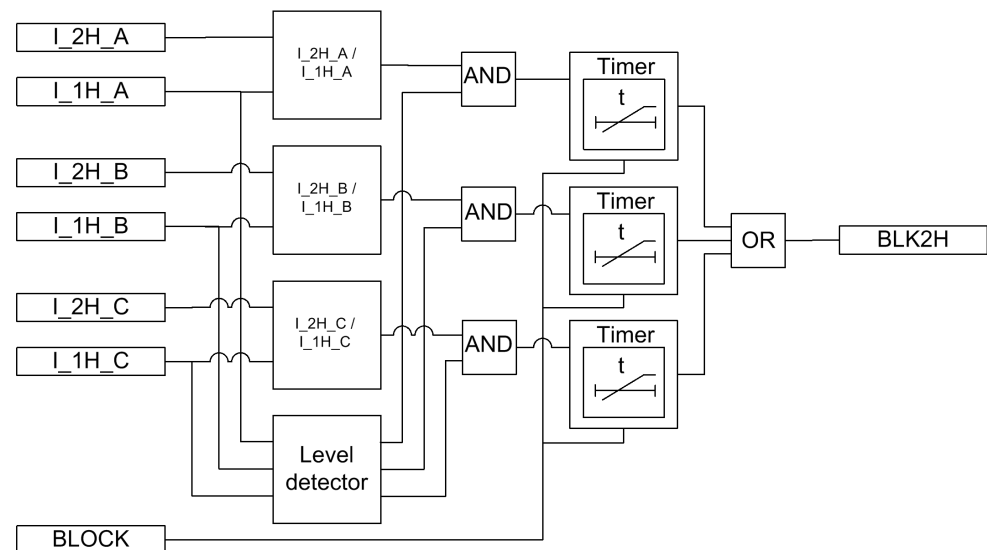 I_2H_A
I_1H_A
I_2H_A /
I_1H_A
AND
Timer
t
I_2H_B
I_1H_B
I_2H_B /
I_1H_B
AND
Timer
t
OR
BLK2H
I_2H_C
I_1H_C
I_2H_C /
I_1H_C
AND
Timer
t
Level
detector
BLOCK